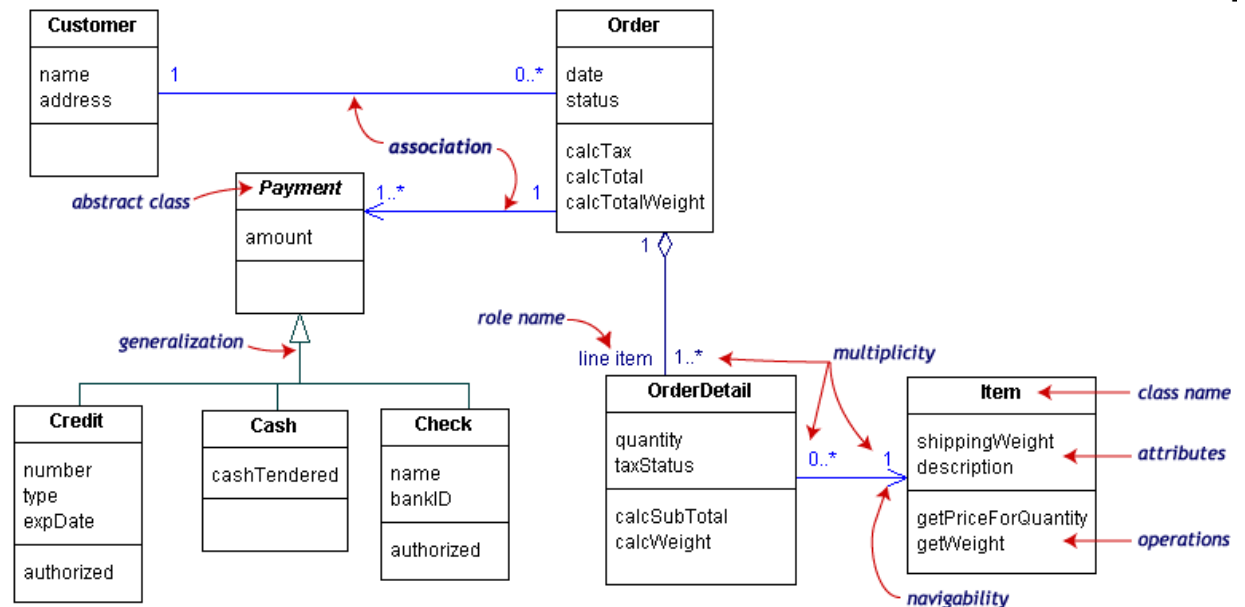 Customer
name
address
1
0..*
Order
date
status
calcTax
calcTotal
calcTotalWeight
association
abstract class
Payment
amount
1..*
1
1
generalization
role name
line item
1..*
multiplicity
Credit
number
type
expDate
authorized
Cash
cashTendered
Check
name
bankID
authorized
OrderDetail
quantity
taxStatus
calcSubTotal
calcWeight
0..*
1
Item
shippingWeight
description
getPriceForQuantity
getWeight
class name
attributes
operations
navigability